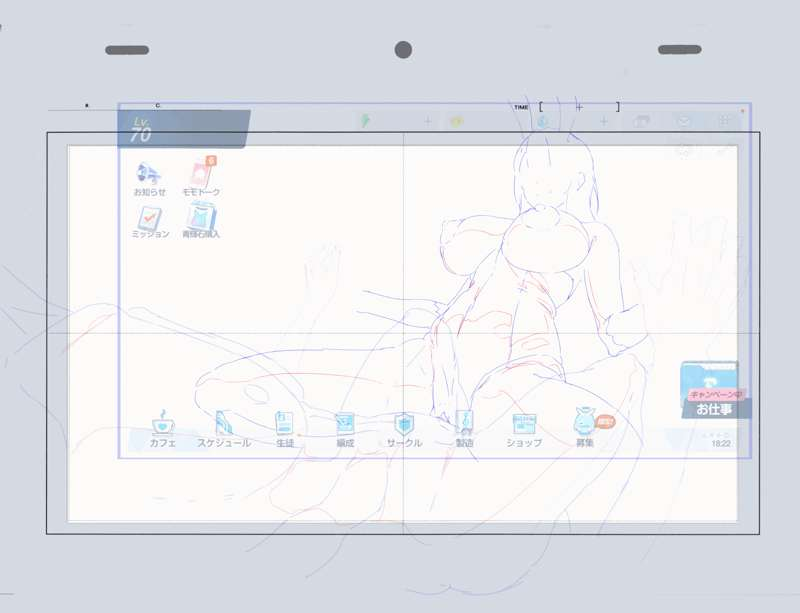 B.
C.
TIME [ + ]
Lv.
70
6
お知らせ
モモトーク
ミッション
青輝石購入
キャンペーン中
お仕事
カフェ
スケジュール
生徒
編成
サークル
製造
ショップ
募集
18:22